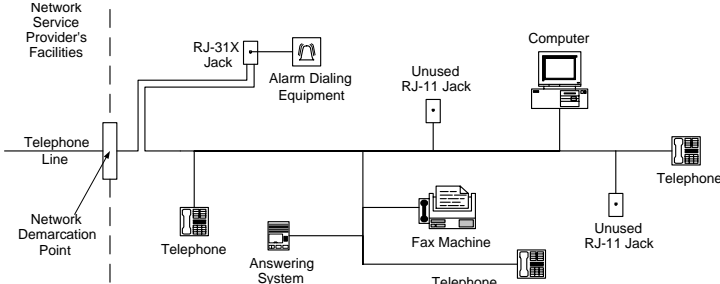 Network
Service
Provider's
Facilities
RJ-31X
Jack
Alarm Dialing
Equipment
Unused
RJ-11 Jack
Computer
Telephone
Line
Telephone
Network
Demarcation
Point
Telephone
Answering
System
Fax Machine
Telephone
Unused
RJ-11 Jack